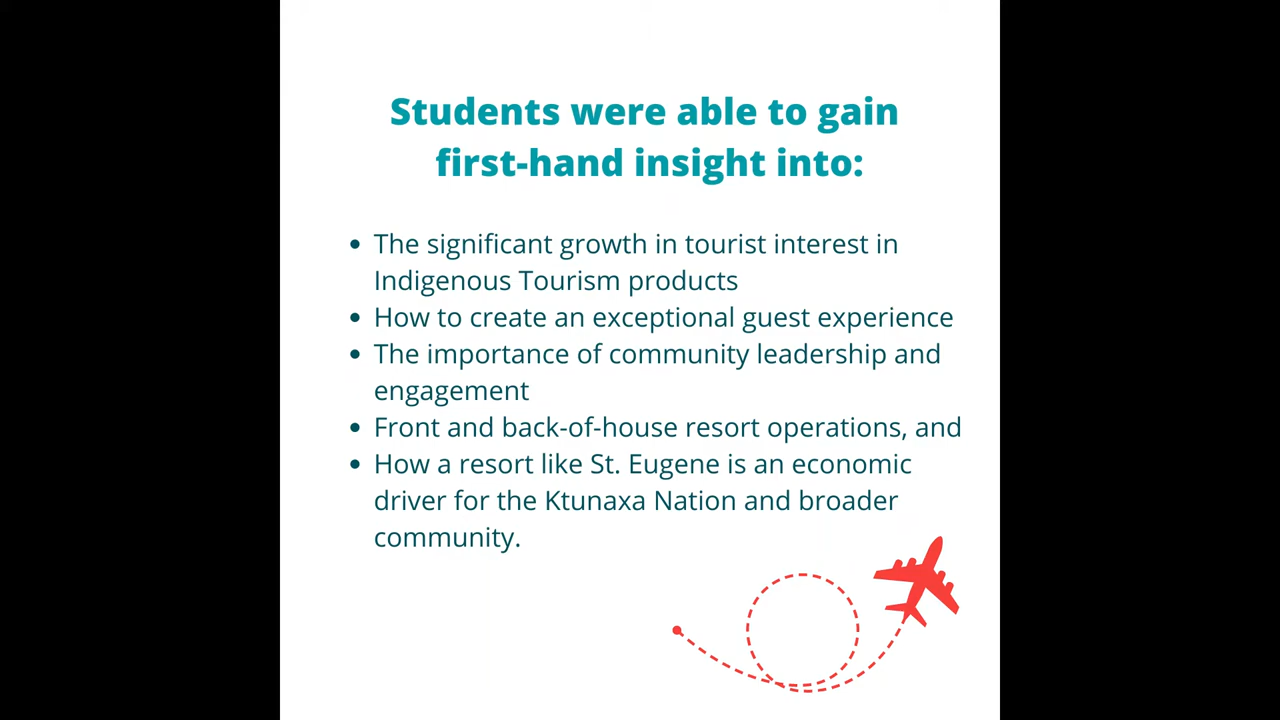 Students were able to gain
first-hand insight into:
• The significant growth in tourist interest in
Indigenous Tourism products
• How to create an exceptional guest experience
• The importance of community leadership and
engagement
• Front and back-of-house resort operations, and
• How a resort like St. Eugene is an economic
driver for the Ktunaxa Nation and broader
community.